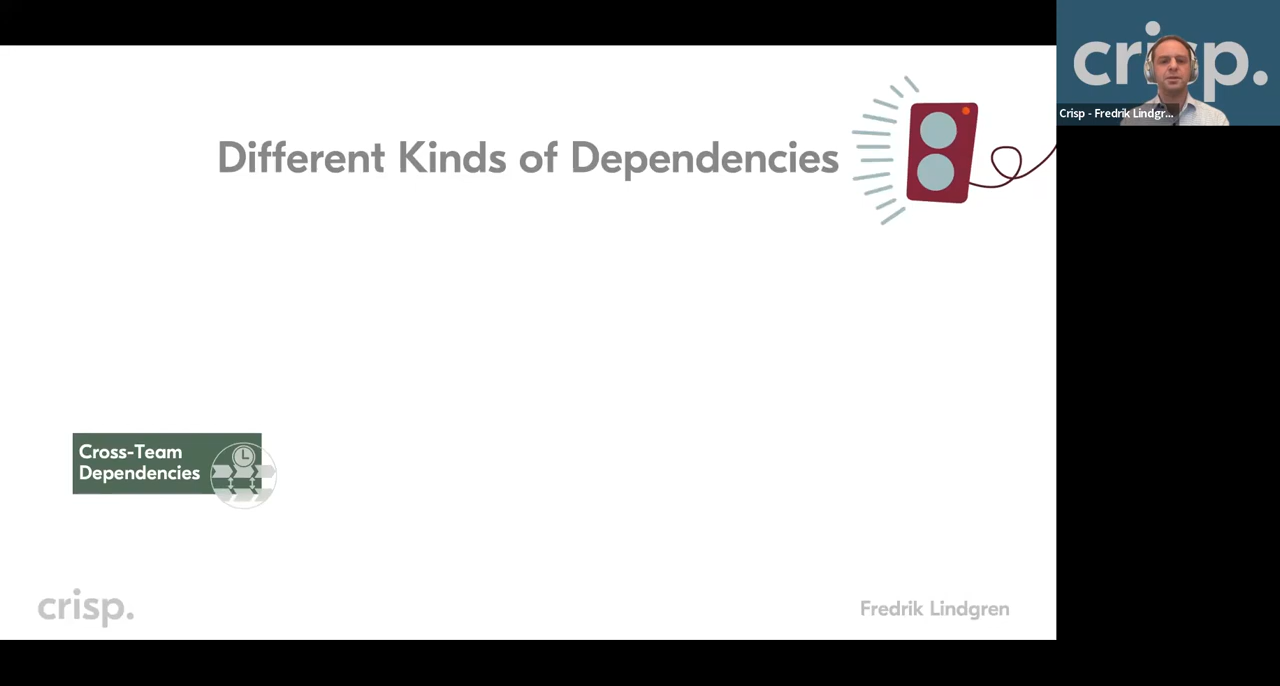 crisp.
Crisp - Fredrik Lindgr...
Different Kinds of Dependencies
Cross-Team
Dependencies
crisp.
Fredrik Lindgren